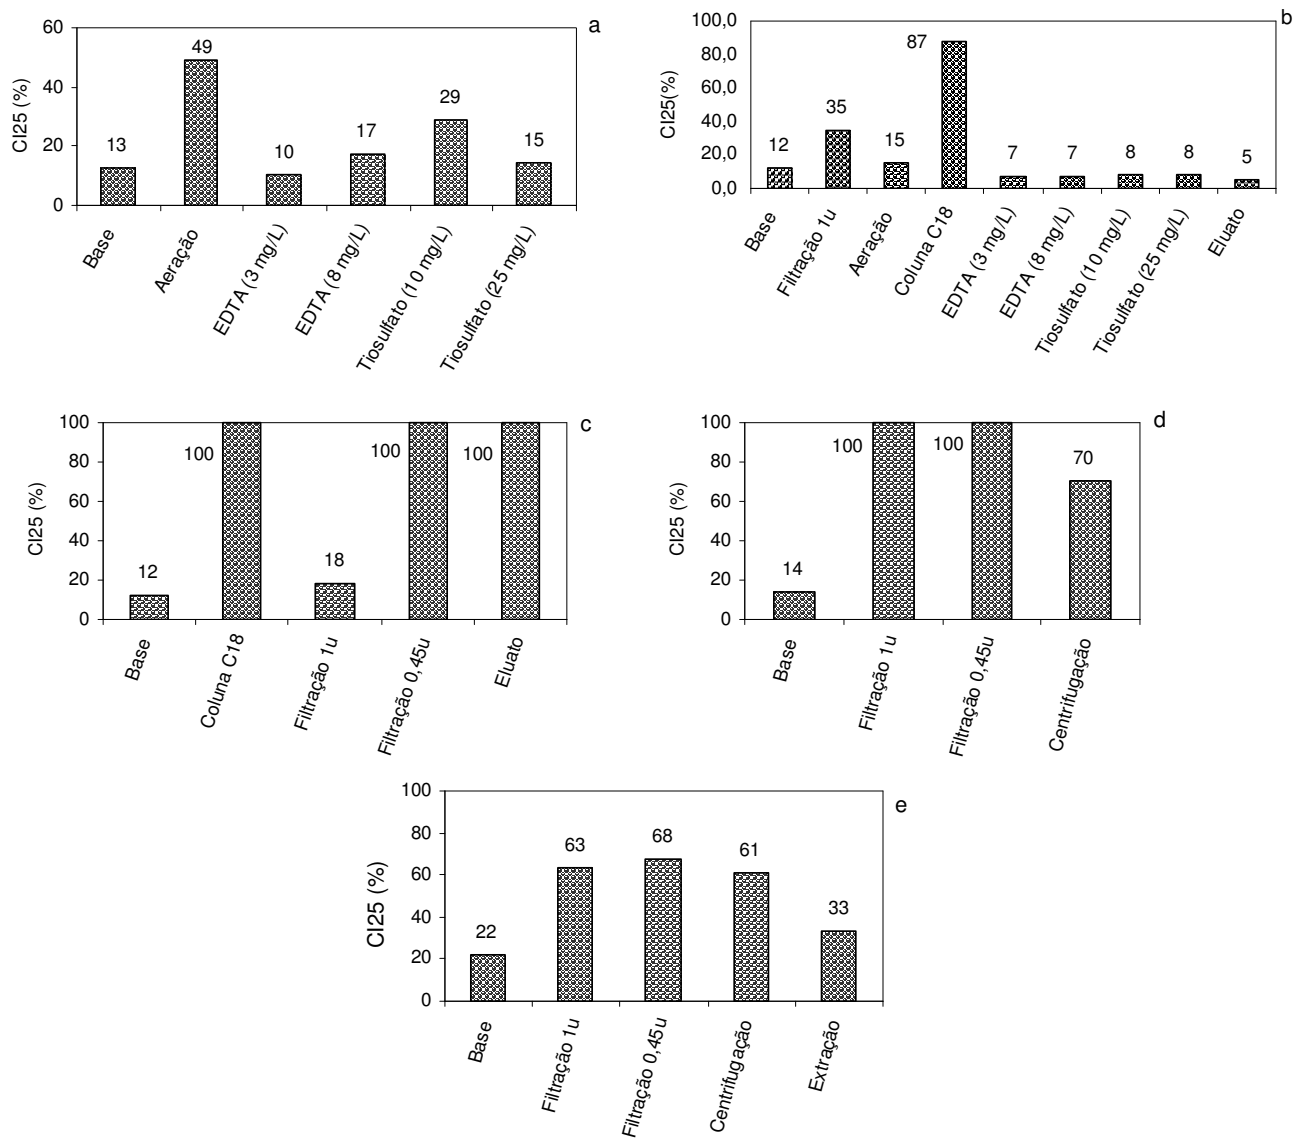 a
CI25 (%)
60
40
20
0
13
49
10
17
29
15
Base
Aeração
EDTA (3 mg/L)
EDTA (8 mg/L)
Tiosulfato (10 mg/L)
Tiosulfato (25 mg/L)
b
CI25(%)
100,0
80,0
60,0
40,0
20,0
0,0
12
35
15
87
7
7
8
8
5
Base
Filtração 1u
Aeração
Coluna C18
EDTA (3 mg/L)
EDTA (8 mg/L)
Tiosulfato (10 mg/L)
Tiosulfato (25 mg/L)
Eluato
c
CI25 (%)
100
80
60
40
20
0
12
100
18
100
100
Base
Coluna C18
Filtração 1u
Filtração 0,45u
Eluato
d
CI25 (%)
100
80
60
40
20
0
14
100
100
70
Base
Filtração 1u
Filtração 0,45u
Centrifugação
e
CI25 (%)
100
80
60
40
20
0
22
63
68
61
33
Base
Filtração 1u
Filtração 0,45u
Centrifugação
Extração